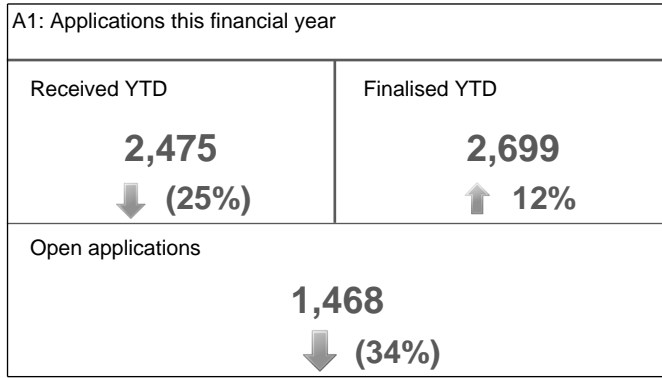 A1: Applications this financial year
Received YTD
2,475
(25%)
Finalised YTD
2,699
12%
Open applications
1,468
(34%)